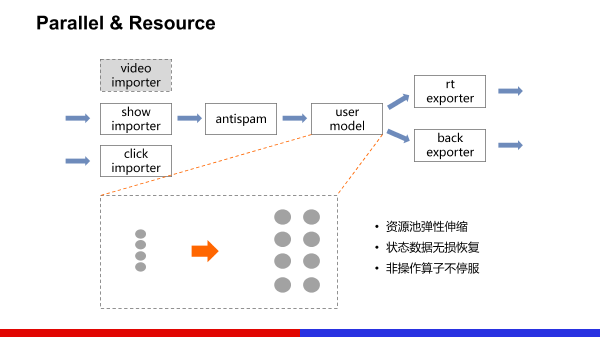 Parallel & Resource
video
importer
show
importer
antispam
user
model
rt
exporter
click
importer
back
exporter
• 资源池弹性伸缩
• 状态数据无损恢复
• 非操作算子不停服